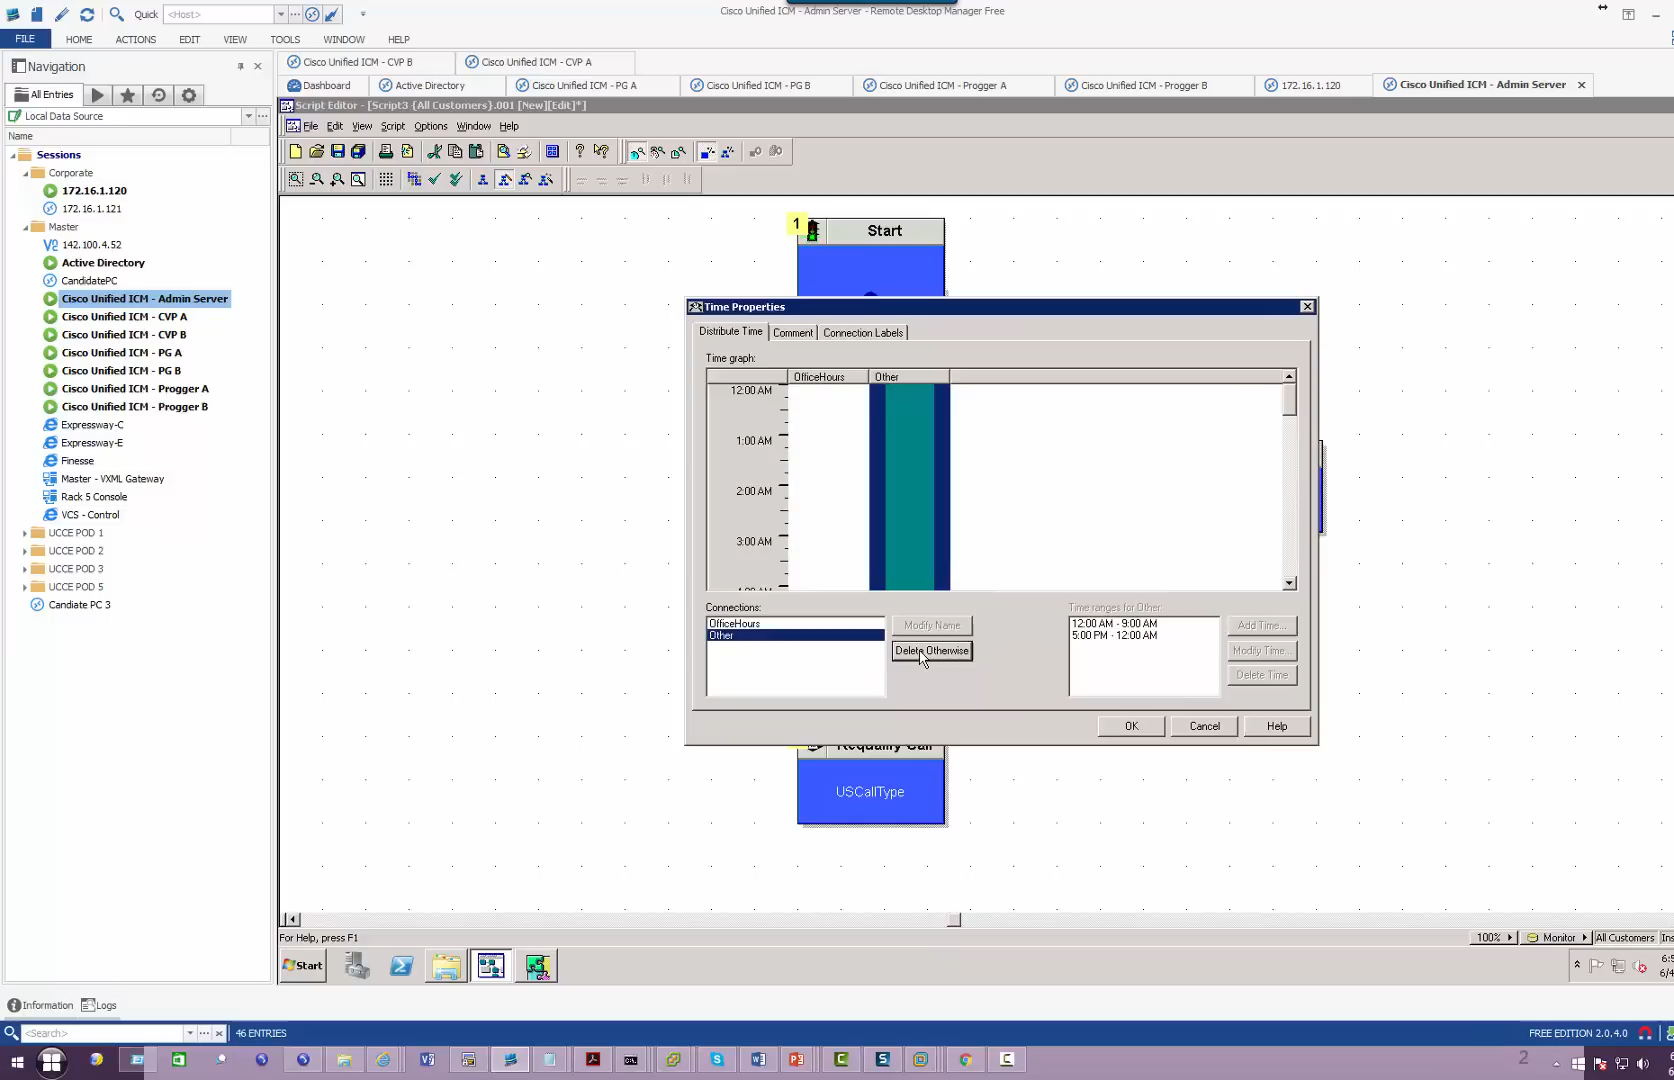 Quick
<Host>
Cisco Unified ICM - Admin Server - Remote Desktop Manager Free
FILE
HOME
ACTIONS
EDIT
VIEW
TOOLS
WINDOW
HELP
Navigation
All Entries
Local Data Source
Name
Sessions
Corporate
172.16.1.120
172.16.1.121
Master
142.100.4.52
Active Directory
CandidatePC
Cisco Unified ICM - Admin Server
Cisco Unified ICM - CVP A
Cisco Unified ICM - CVP B
Cisco Unified ICM - PG A
Cisco Unified ICM - PG B
Cisco Unified ICM - Progger A
Cisco Unified ICM - Progger B
Expressway-C
Expressway-E
Finesse
Master - VXML Gateway
Rack 5 Console
VCS - Control
UCCE POD 1
UCCE POD 2
UCCE POD 3
UCCE POD 5
Candiate PC 3
Cisco Unified ICM - CVP B
Cisco Unified ICM - CVP A
Dashboard
Active Directory
Cisco Unified ICM - PG A
Cisco Unified ICM - PG B
Cisco Unified ICM - Progger A
Cisco Unified ICM - Progger B
172.16.1.120
Cisco Unified ICM - Admin Server
Script Editor - [Script3 {All Customers}.001 [New][Edit]*]
File
Edit
View
Script
Options
Window
Help
1
Start
Time Properties
Distribute Time
Comment
Connection Labels
Time graph:
OfficeHours
Other
12:00 AM
1:00 AM
2:00 AM
3:00 AM
Connections:
OfficeHours
Other
Modify Name
Delete Otherwise
Time ranges for Other:
12:00 AM - 9:00 AM
5:00 PM - 12:00 AM
Add Time...
Modify Time...
Delete Time
OK
Cancel
Help
Requalify Call
USCallType
For Help, press F1
100%
Monitor
All Customers
Start
Information
Logs
<Search>
46 ENTRIES
FREE EDITION 2.0.4.0
2